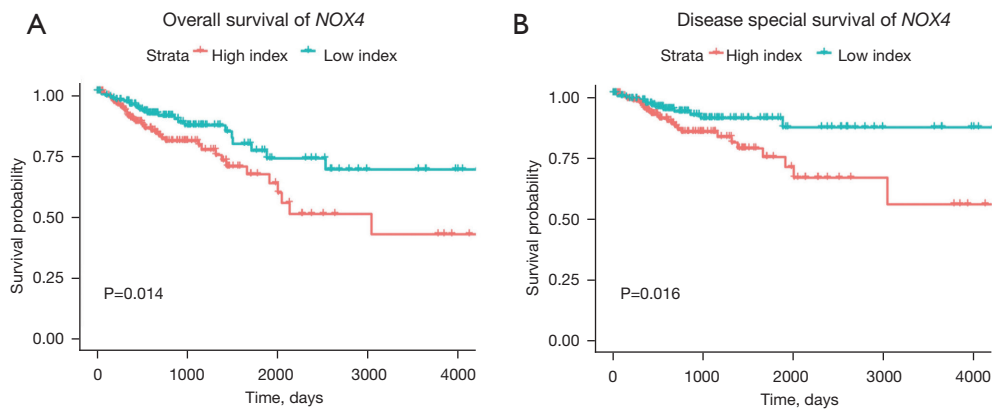 A
Overall survival of NOX4
Strata High index Low index
1.00
0.75
0.50
0.25
0.00
Survival probability
P=0.014
0 1000 2000 3000 4000
Time, days
B
Disease special survival of NOX4
Strata High index Low index
1.00
0.75
0.50
0.25
0.00
Survival probability
P=0.016
0 1000 2000 3000 4000
Time, days